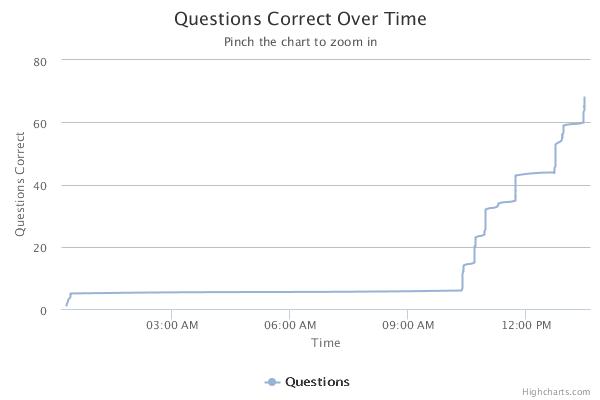 Questions Correct Over Time
Pinch the chart to zoom in
Questions Correct
80
60
40
20
0
03:00 AM
06:00 AM
09:00 AM
12:00 PM
Time
Questions
Highcharts.com